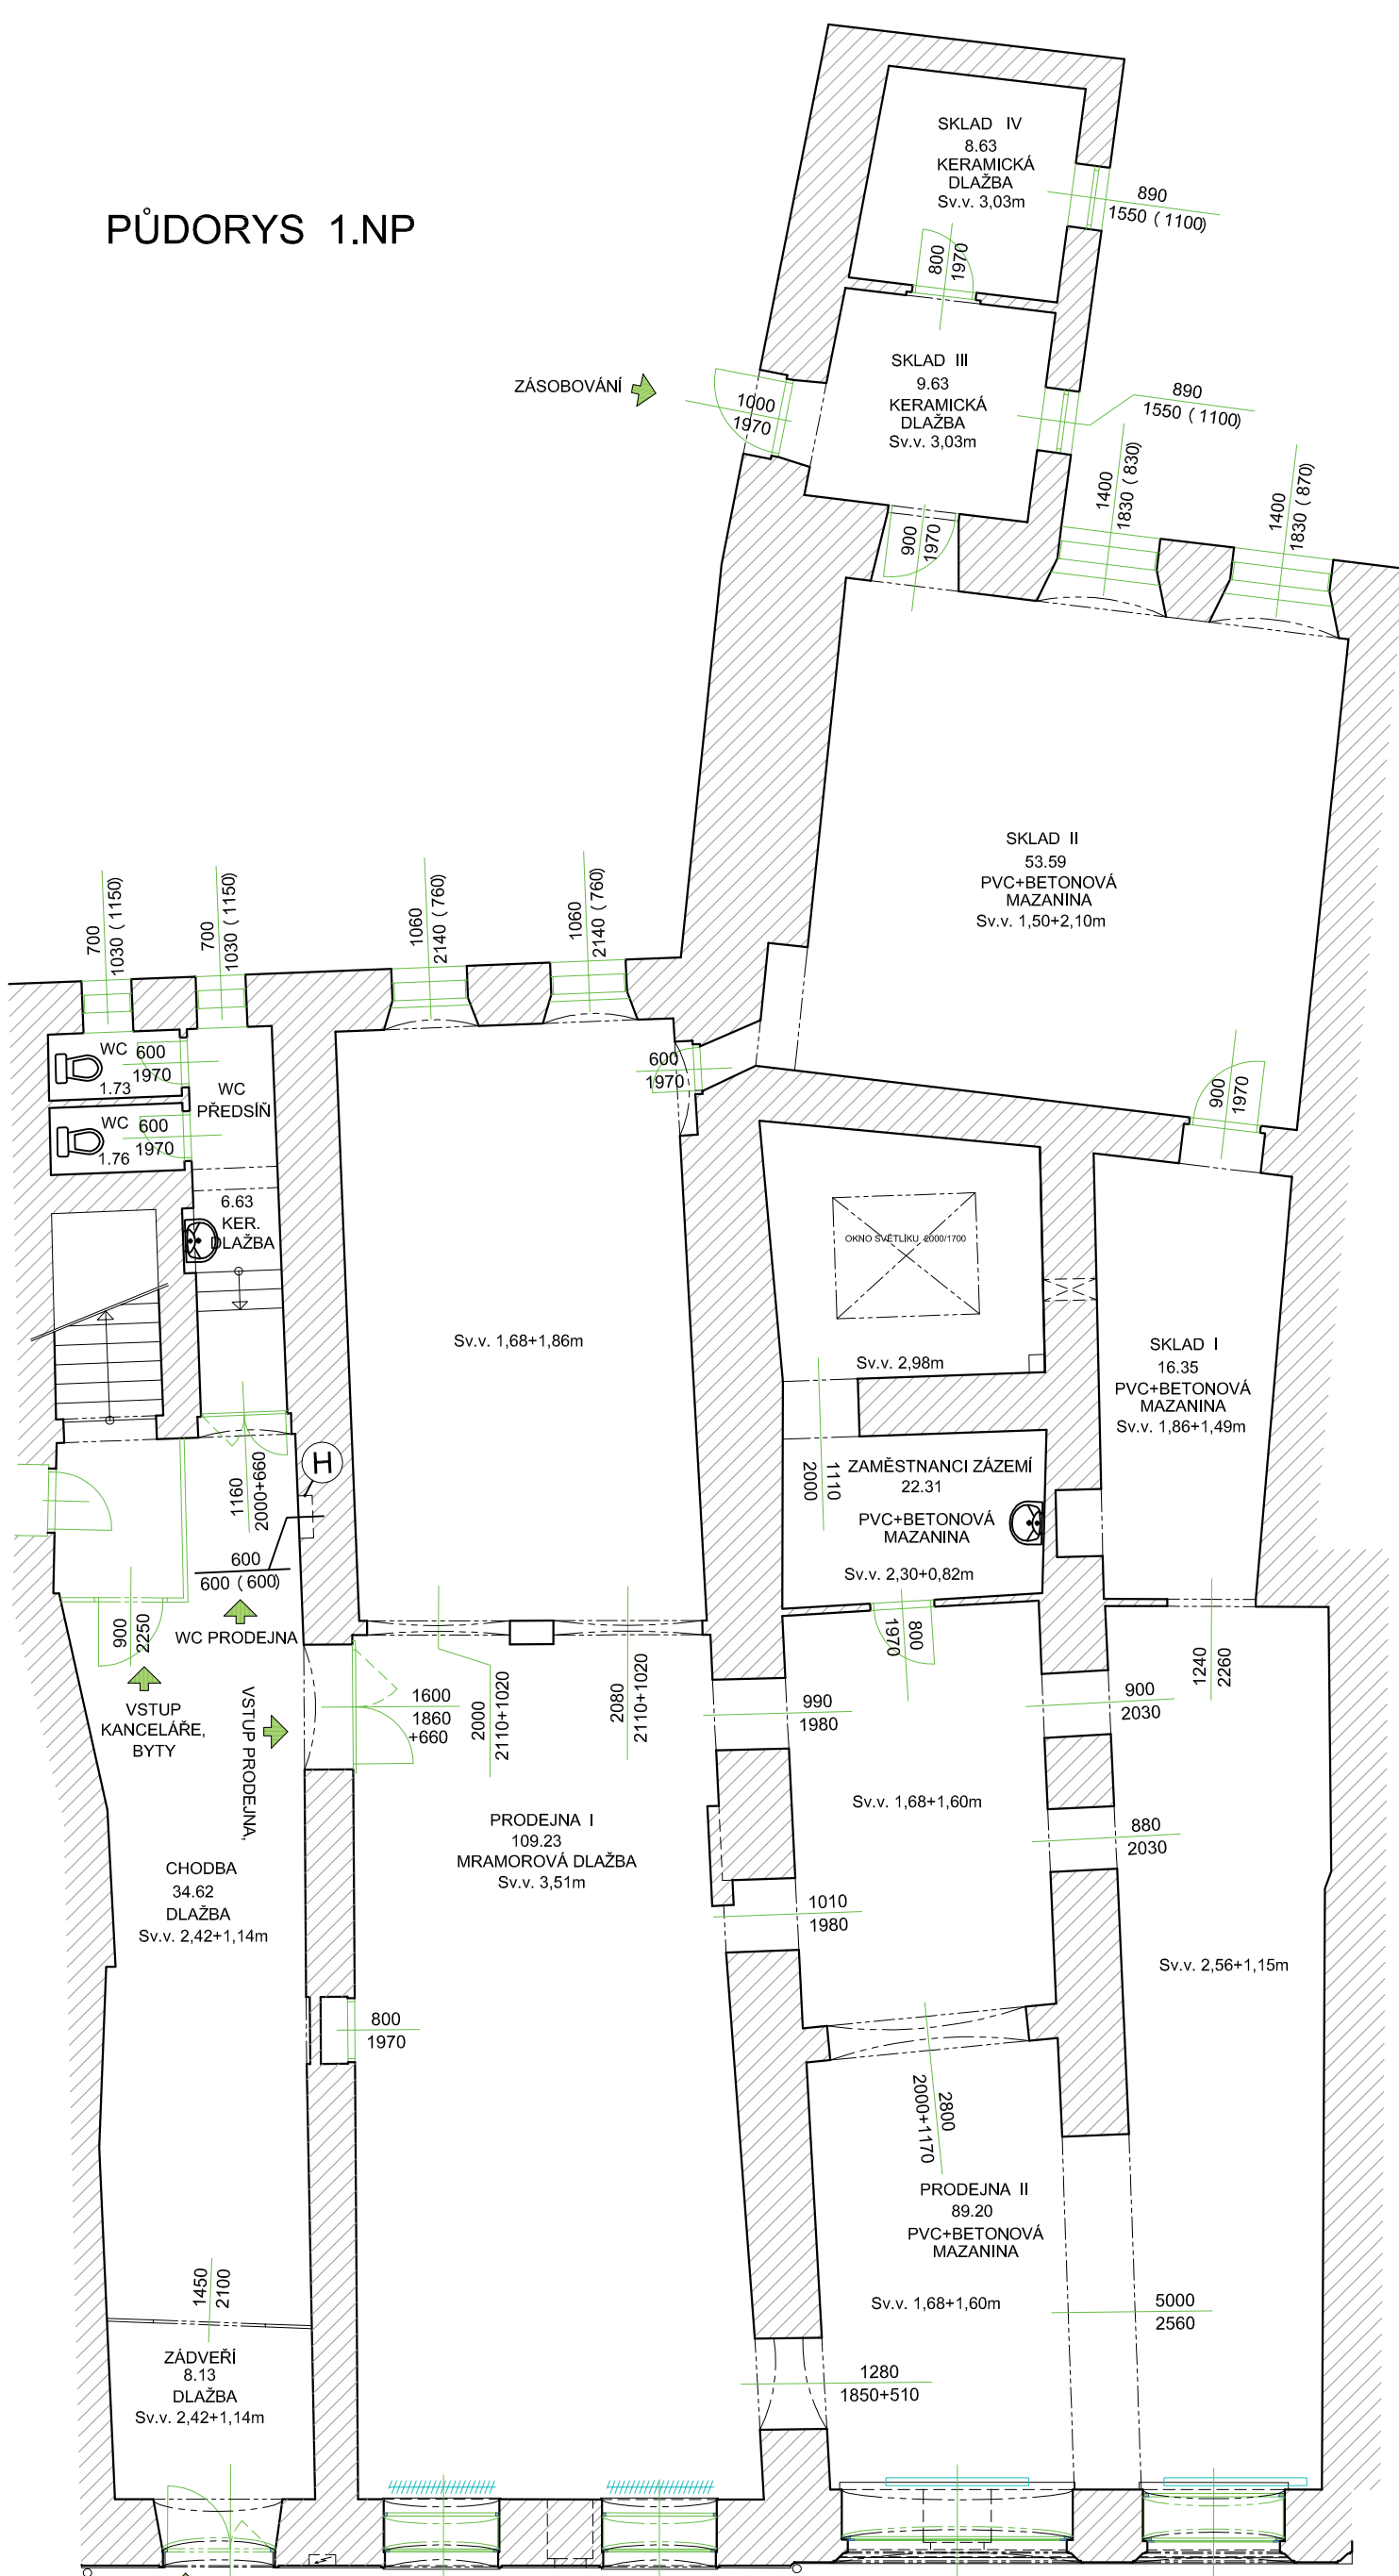 PŮDORYS 1.NP
SKLAD IV
8.63
KERAMICKÁ
DLAŽBA
Sv.v. 3,03m
890
1550 ( 1100)
800
1970
ZÁSOBOVÁNÍ
1000
1970
SKLAD III
9.63
KERAMICKÁ
DLAŽBA
Sv.v. 3,03m
890
1550 ( 1100)
1400
1830 ( 830)
1400
1830 ( 870)
900
1970
SKLAD II
53.59
PVC+BETONOVÁ
MAZANINA
Sv.v. 1,50+2,10m
700
1030 ( 1150)
700
1030 ( 1150)
1060
2140 ( 760)
1060
2140 ( 760)
WC
600
1970
1.73
WC
600
1970
1.76
WC
PŘEDSÍŇ
6.63
KER.
DLAŽBA
600
1970
900
1970
OKNO SVĚTLÍKU 2000/1700
Sv.v. 1,68+1,86m
Sv.v. 2,98m
SKLAD I
16.35
PVC+BETONOVÁ
MAZANINA
Sv.v. 1,86+1,49m
1110
2000
ZAMĚSTNANCI ZÁZEMÍ
22.31
PVC+BETONOVÁ
MAZANINA
Sv.v. 2,30+0,82m
H
1160
2000+660
600
600 ( 600)
WC PRODEJNA
900
2250
VSTUP
KANCELÁŘE,
BYTY
VSTUP PRODEJNA,
1600
1860
+660
2000
2110+1020
2080
2110+1020
800
1970
990
1980
900
2030
1240
2260
880
2030
Sv.v. 1,68+1,60m
PRODEJNA I
109.23
MRAMOROVÁ DLAŽBA
Sv.v. 3,51m
CHODBA
34.62
DLAŽBA
Sv.v. 2,42+1,14m
1010
1980
Sv.v. 2,56+1,15m
800
1970
2800
2000+1170
PRODEJNA II
89.20
PVC+BETONOVÁ
MAZANINA
Sv.v. 1,68+1,60m
1450
2100
5000
2560
ZÁDVEŘÍ
8.13
DLAŽBA
Sv.v. 2,42+1,14m
1280
1850+510